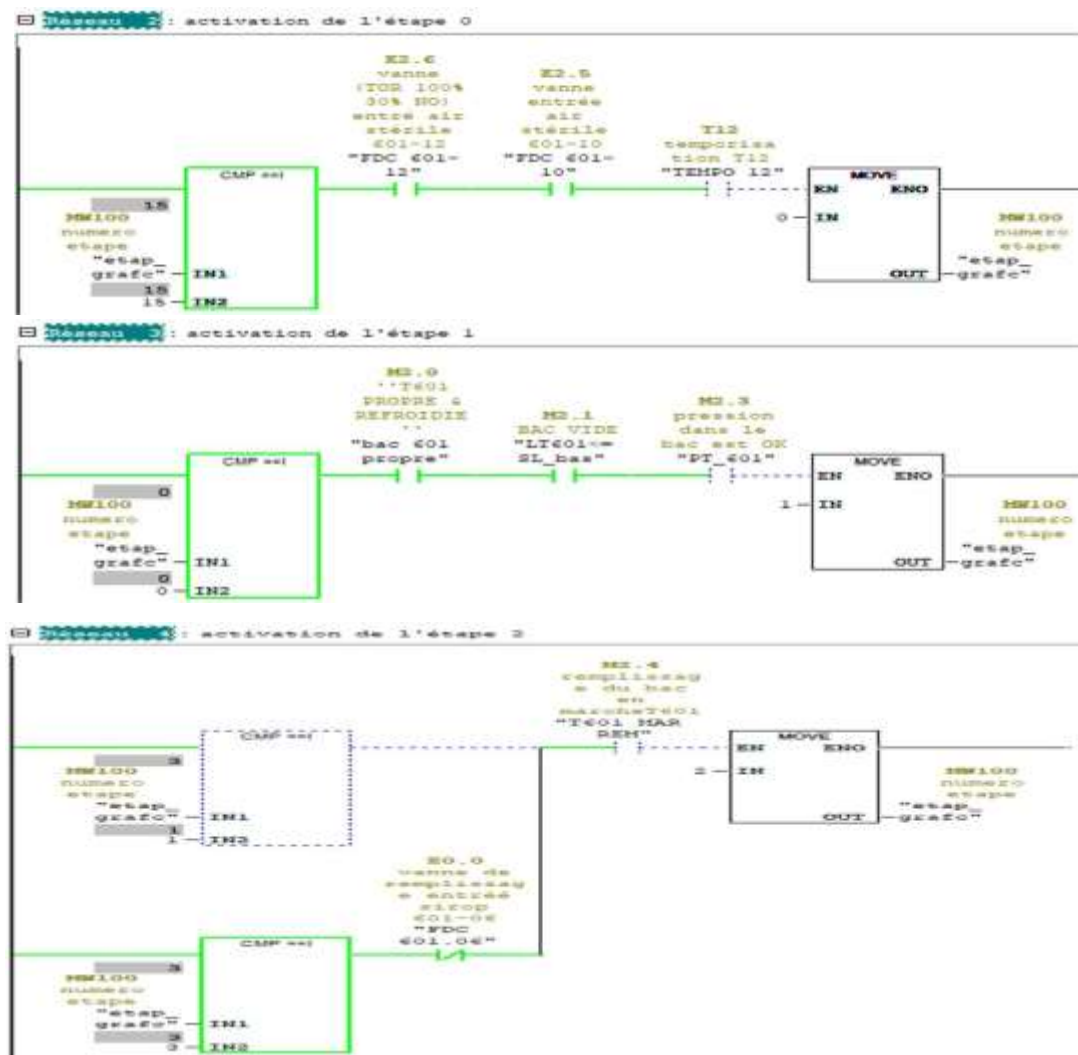 Réseau 2 : activation de l'étape 0
E2.6
vanne
(TOR 100%
30% NO)
entré air
stérile
601-12
"FDC 601-
12"
E2.5
vanne
entrée
air
stérile
601-10
"FDC 601-
10"
T12
temporisa
tion T12
"TEMPO 12"
CMP ==I
15
MW100
numero
etape
"etap_
grafc"
IN1
15
15
IN2
MOVE
EN ENO
0 IN
OUT
MW100
numero
etape
"etap_
grafc"
Réseau 3 : activation de l'étape 1
M2.0
''T601
PROPRE &
REFROIDIE
''
"bac 601
propre"
M2.1
BAC VIDE
"LT601<=
SL_bas"
M2.3
pression
dans le
bac est OK
"PT_601"
CMP ==I
0
MW100
numero
etape
"etap_
grafc"
IN1
0
0
IN2
MOVE
EN ENO
1 IN
OUT
MW100
numero
etape
"etap_
grafc"
Réseau 4 : activation de l'étape 2
M2.4
remplissag
e du bac
en
marcheT601
"T601 MAR
REM"
CMP ==I
3
MW100
numero
etape
"etap_
grafc"
IN1
1
1
IN2
MOVE
EN ENO
2 IN
OUT
MW100
numero
etape
"etap_
grafc"
E0.0
vanne de
remplissag
e entréé
sirop
601-06
"FDC
601.06"
CMP ==I
3
MW100
numero
etape
"etap_
grafc"
IN1
3
3
IN2